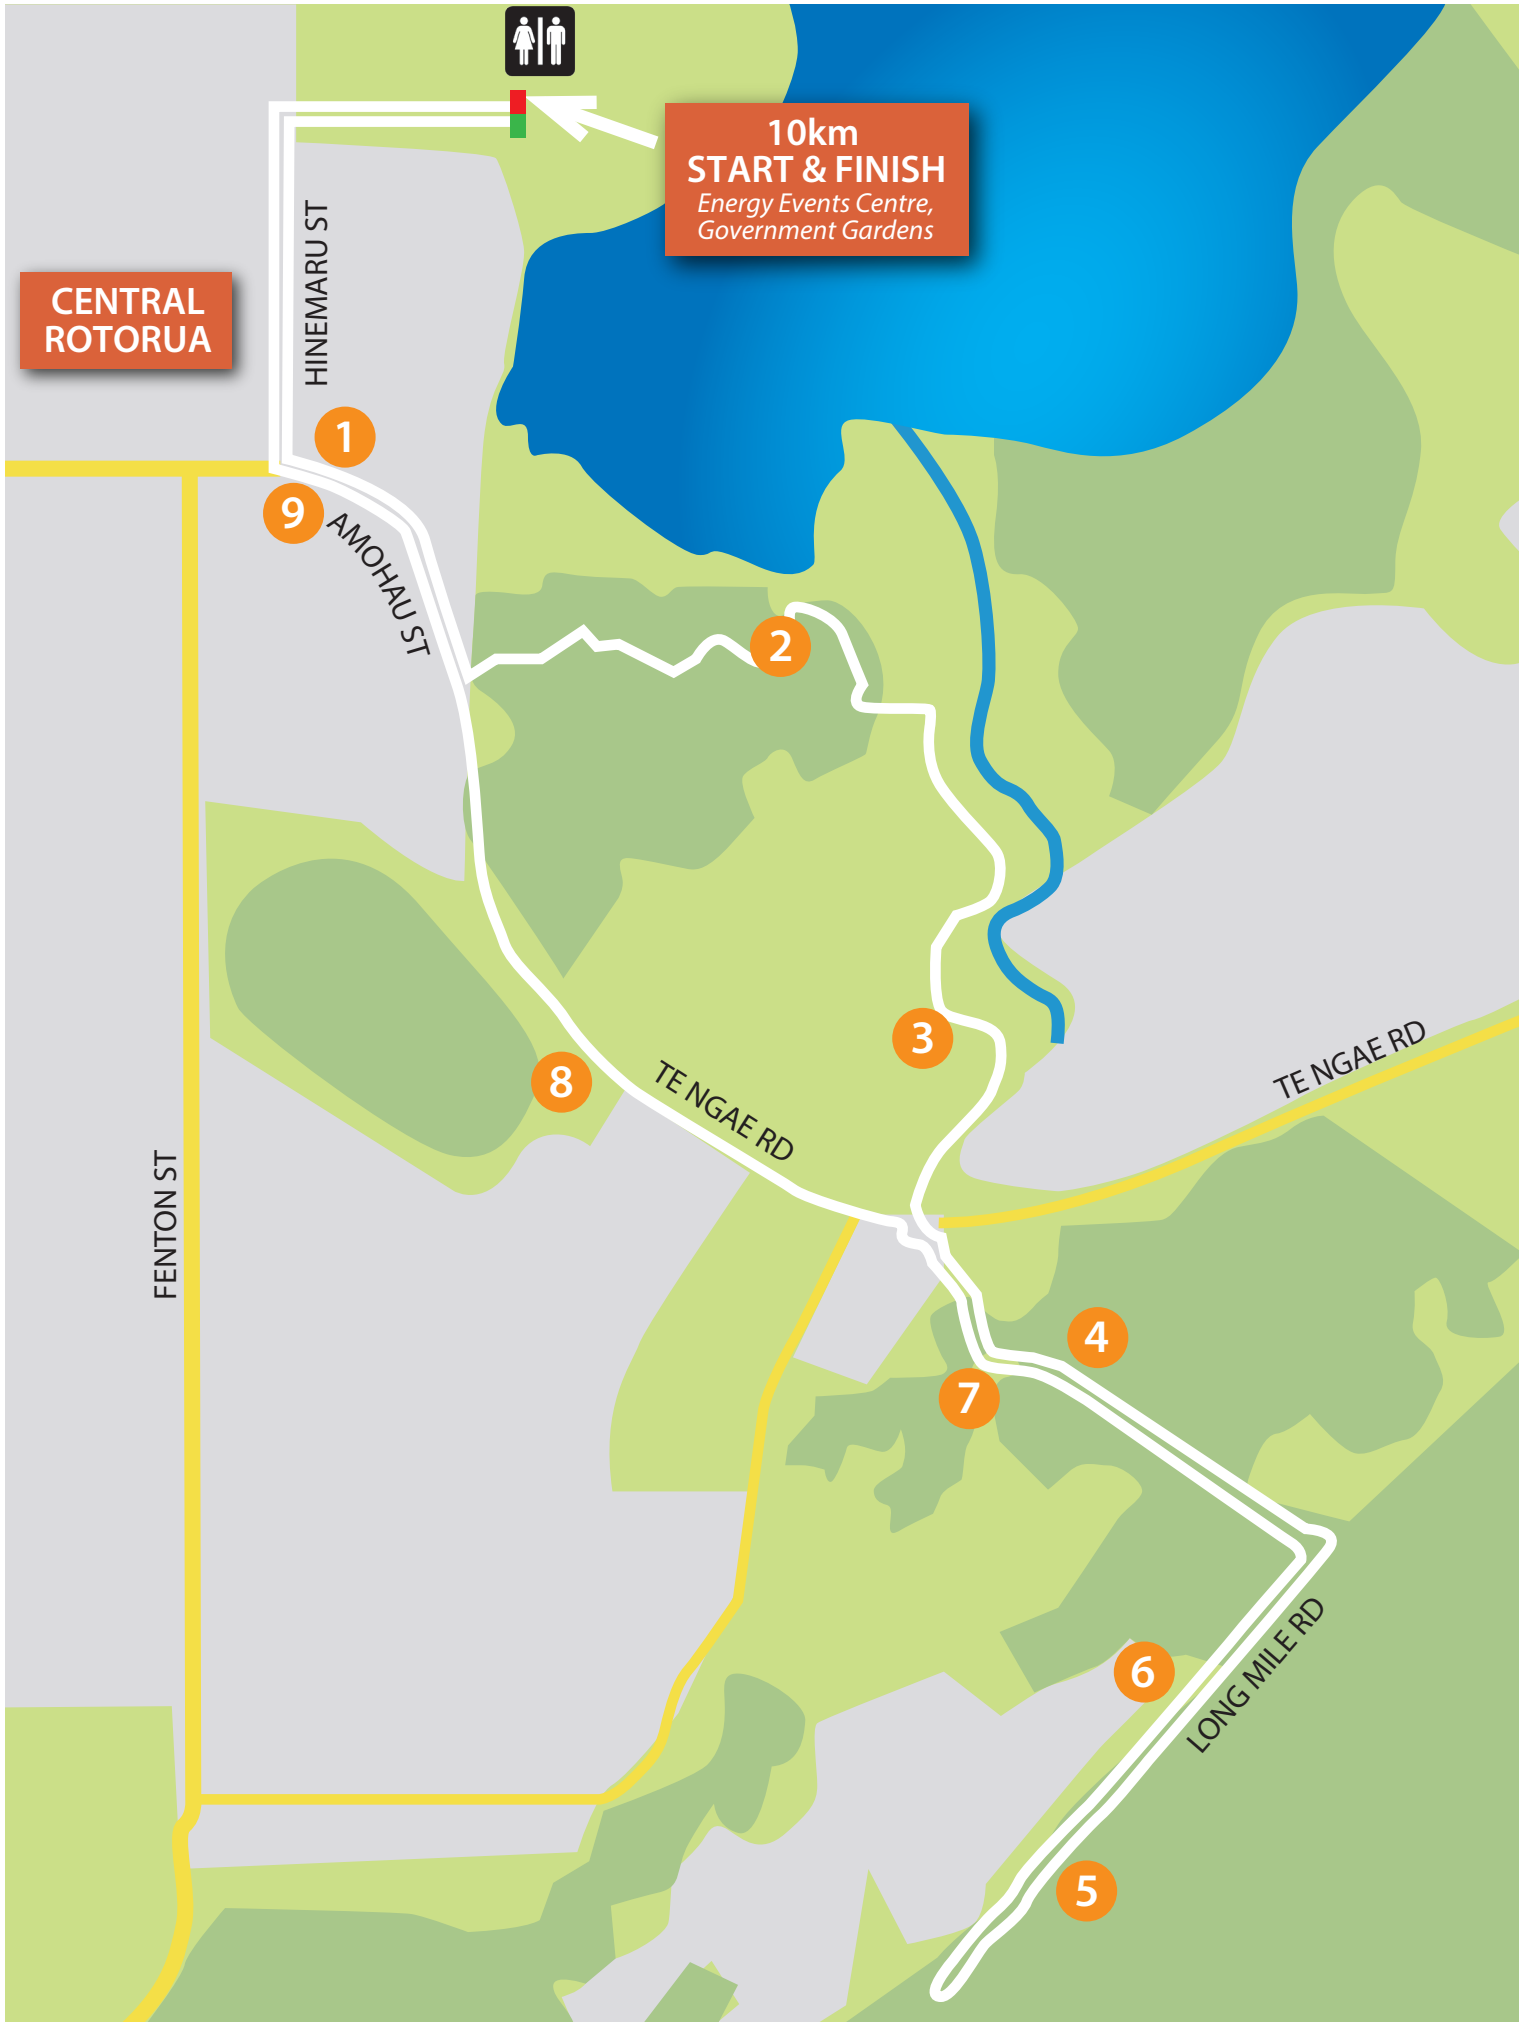 10km
START & FINISH
Energy Events Centre,
Government Gardens
HINEMARU ST
CENTRAL
ROTORUA
1
9
AMOHAU ST
2
3
TE NGAE RD
8
TE NGAE RD
FENTON ST
4
7
6
LONG MILE RD
5